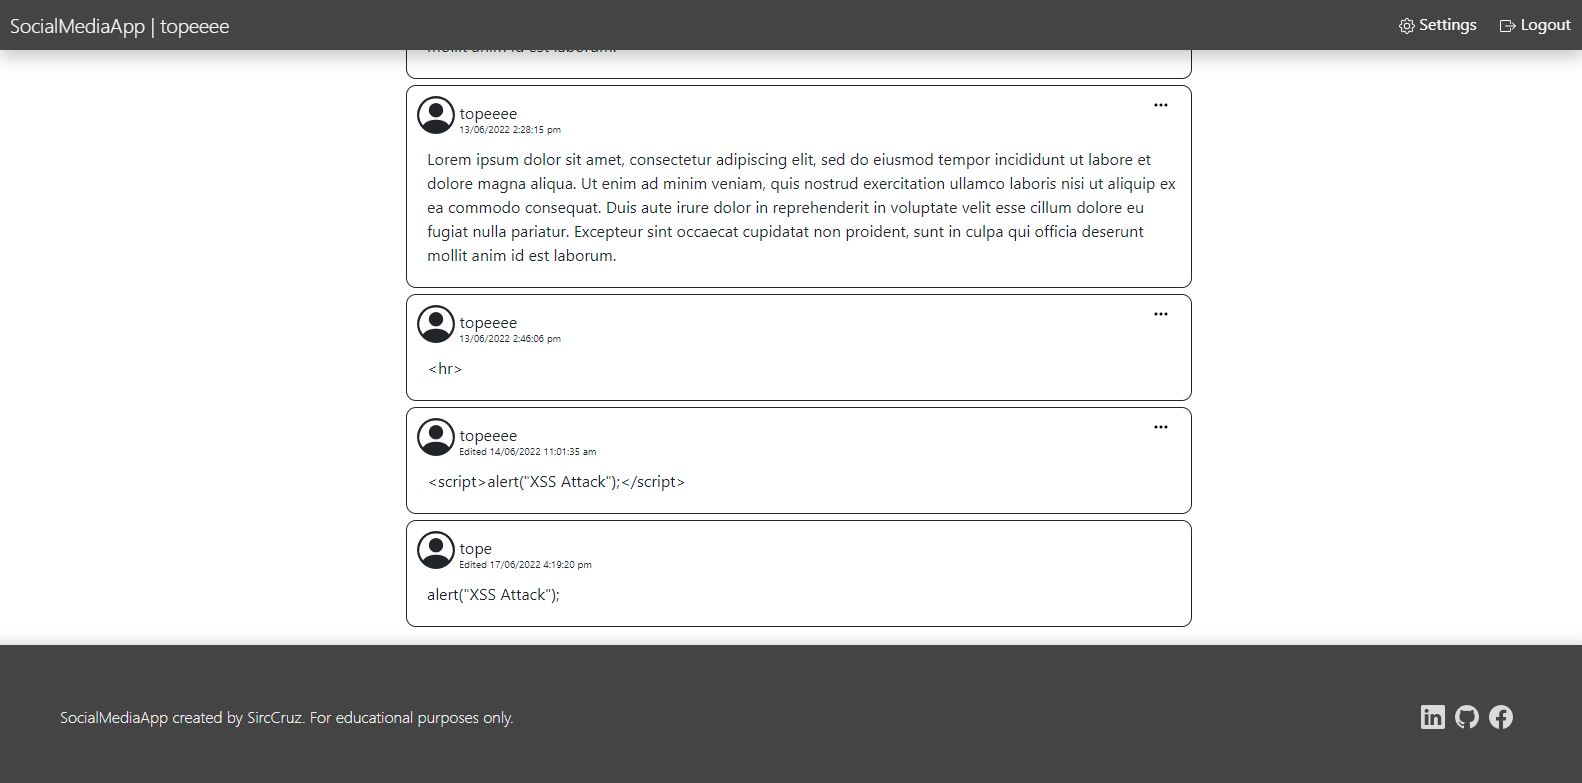 SocialMediaApp | topeeee
Settings
Logout
mollit anim id est laborum.
topeeee
13/06/2022 2:28:15 pm
Lorem ipsum dolor sit amet, consectetur adipiscing elit, sed do eiusmod tempor incididunt ut labore et
dolore magna aliqua. Ut enim ad minim veniam, quis nostrud exercitation ullamco laboris nisi ut aliquip ex
ea commodo consequat. Duis aute irure dolor in reprehenderit in voluptate velit esse cillum dolore eu
fugiat nulla pariatur. Excepteur sint occaecat cupidatat non proident, sunt in culpa qui officia deserunt
mollit anim id est laborum.
topeeee
13/06/2022 2:46:06 pm
<hr>
topeeee
Edited 14/06/2022 11:01:35 am
<script>alert("XSS Attack");</script>
tope
Edited 17/06/2022 4:19:20 pm
alert("XSS Attack");
SocialMediaApp created by SircCruz. For educational purposes only.